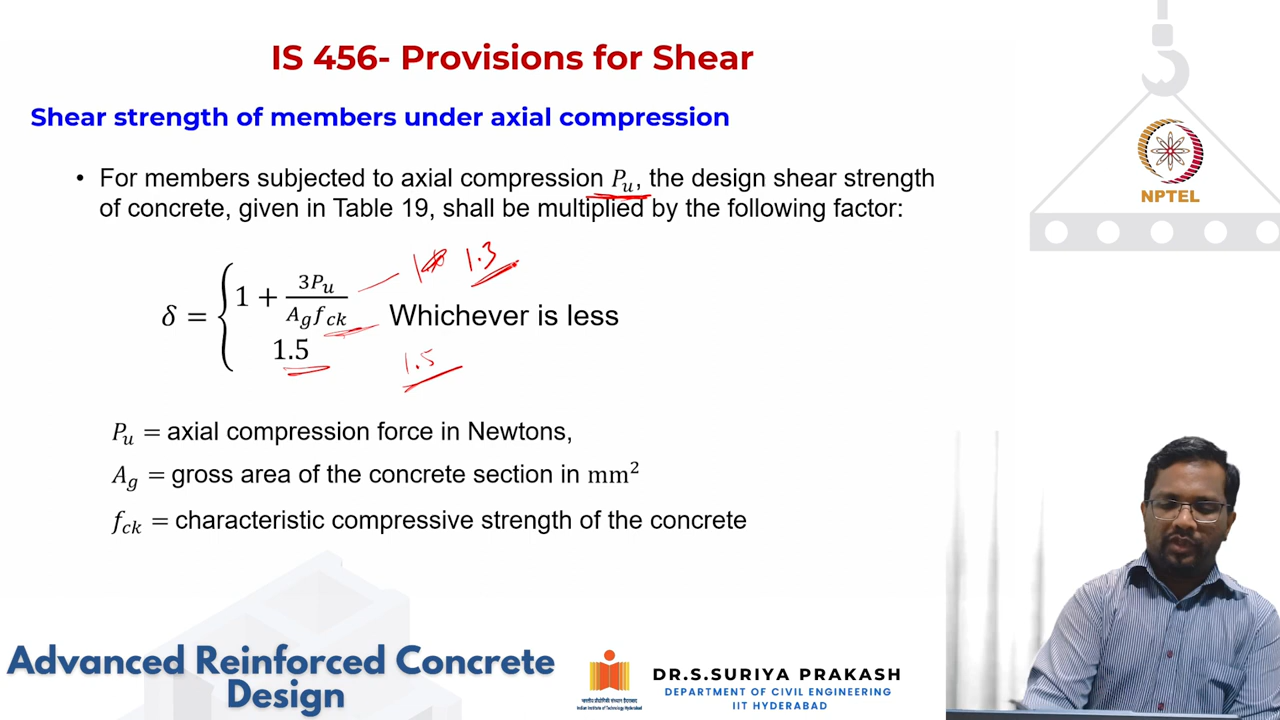 IS 456- Provisions for Shear
Shear strength of members under axial compression
• For members subjected to axial compression Pᵤ, the design shear strength
of concrete, given in Table 19, shall be multiplied by the following factor:
δ = { 1 + 3Pᵤ / A_g f_ck
1.5
Whichever is less
1.3
1.5
Pᵤ = axial compression force in Newtons,
A_g = gross area of the concrete section in mm²
f_ck = characteristic compressive strength of the concrete
NPTEL
Advanced Reinforced Concrete
Design
DR.S.SURIYA PRAKASH
DEPARTMENT OF CIVIL ENGINEERING
IIT HYDERABAD